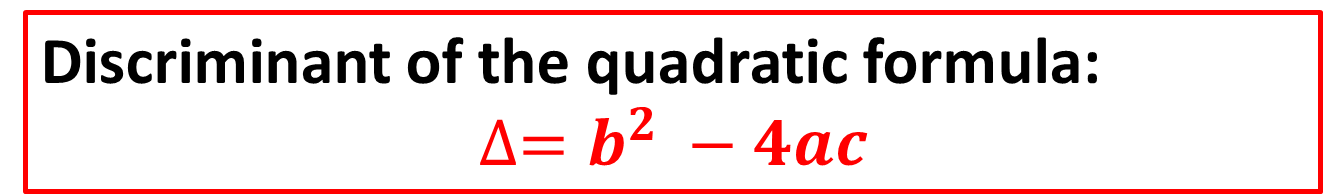 Discriminant of the quadratic formula:
Δ= b² − 4ac